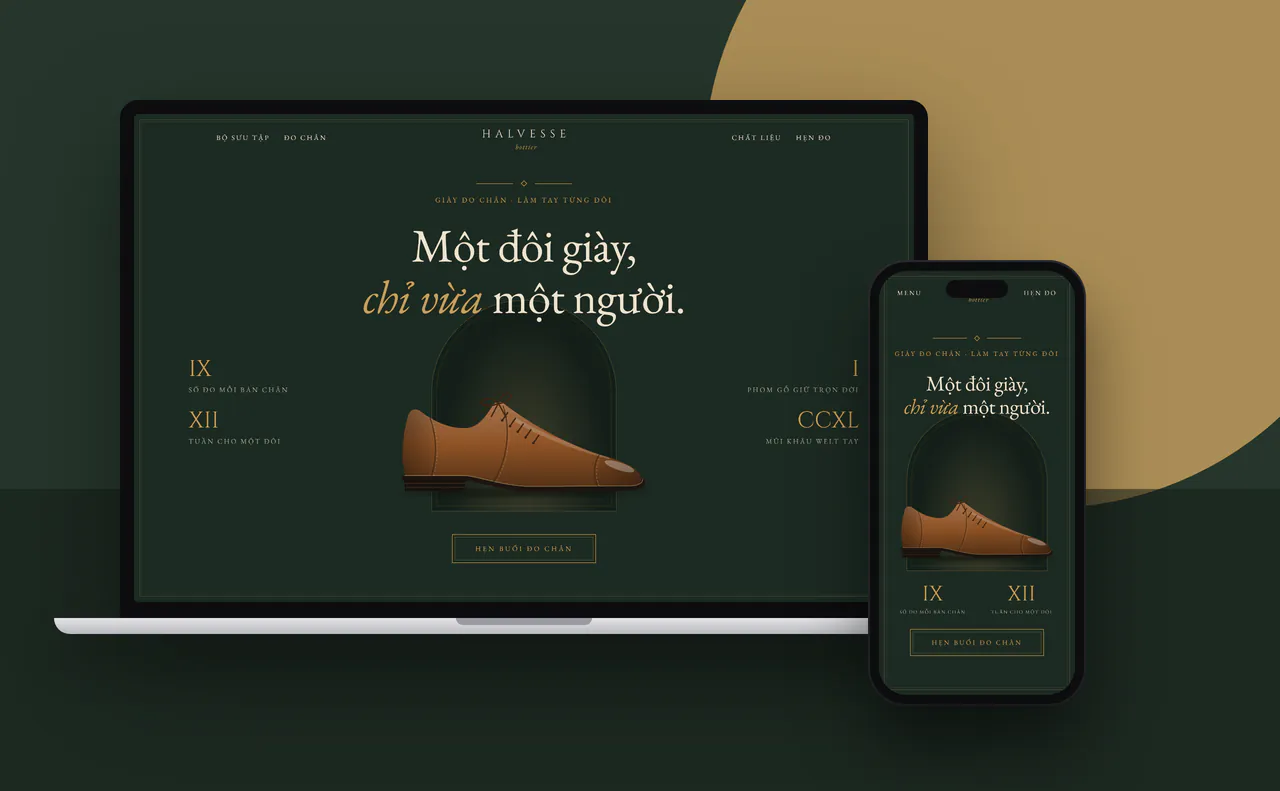 BỘ SƯU TẬP ĐO CHÂN
HALVESSE
bottier
CHẤT LIỆU HẸN ĐO
GIÀY ĐO CHÂN · LÀM TAY TỪNG ĐÔI
Một đôi giày,
chỉ vừa một người.
IX
SỐ ĐO MỖI BÀN CHÂN
XII
TUẦN CHO MỘT ĐÔI
I
PHOM GỖ GIỮ TRỌN ĐỜI
CCXL
MŨI KHÂU WELT TAY
HẸN BUỔI ĐO CHÂN
MENU
HẸN ĐO
bottier
GIÀY ĐO CHÂN · LÀM TAY TỪNG ĐÔI
Một đôi giày,
chỉ vừa một người.
IX
SỐ ĐO MỖI BÀN CHÂN
XII
TUẦN CHO MỘT ĐÔI
HẸN BUỔI ĐO CHÂN